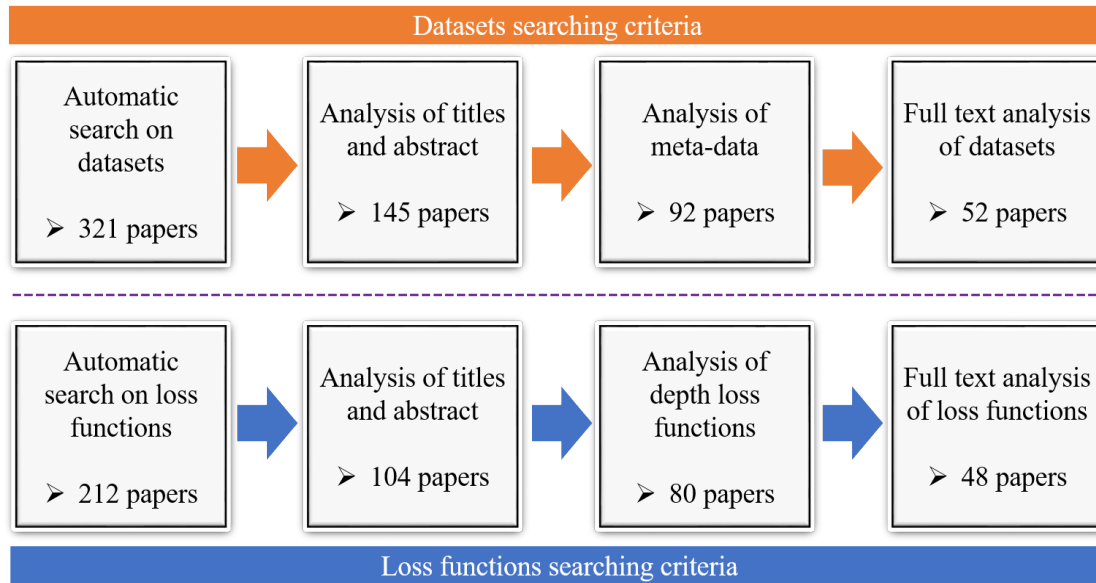 Datasets searching criteria
Automatic
search on
datasets
➢ 321 papers
Analysis of titles
and abstract
➢ 145 papers
Analysis of
meta-data
➢ 92 papers
Full text analysis
of datasets
➢ 52 papers
Automatic
search on loss
functions
➢ 212 papers
Analysis of titles
and abstract
➢ 104 papers
Analysis of
depth loss
functions
➢ 80 papers
Full text analysis
of loss functions
➢ 48 papers
Loss functions searching criteria